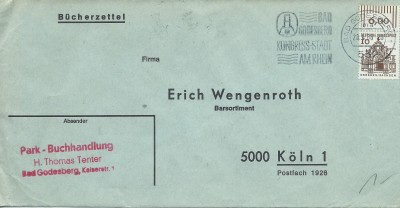 Bücherzettel
BAD
GODESBERG
KONGRESS-STADT
AM RHEIN
Firma
Erich Wengenroth
Barsortiment
Absender
5000 Köln 1
Postfach 1926
Park - Buchhandlung
H. Thomas Tenter
Bad Godesberg, Kaiserstr. 1